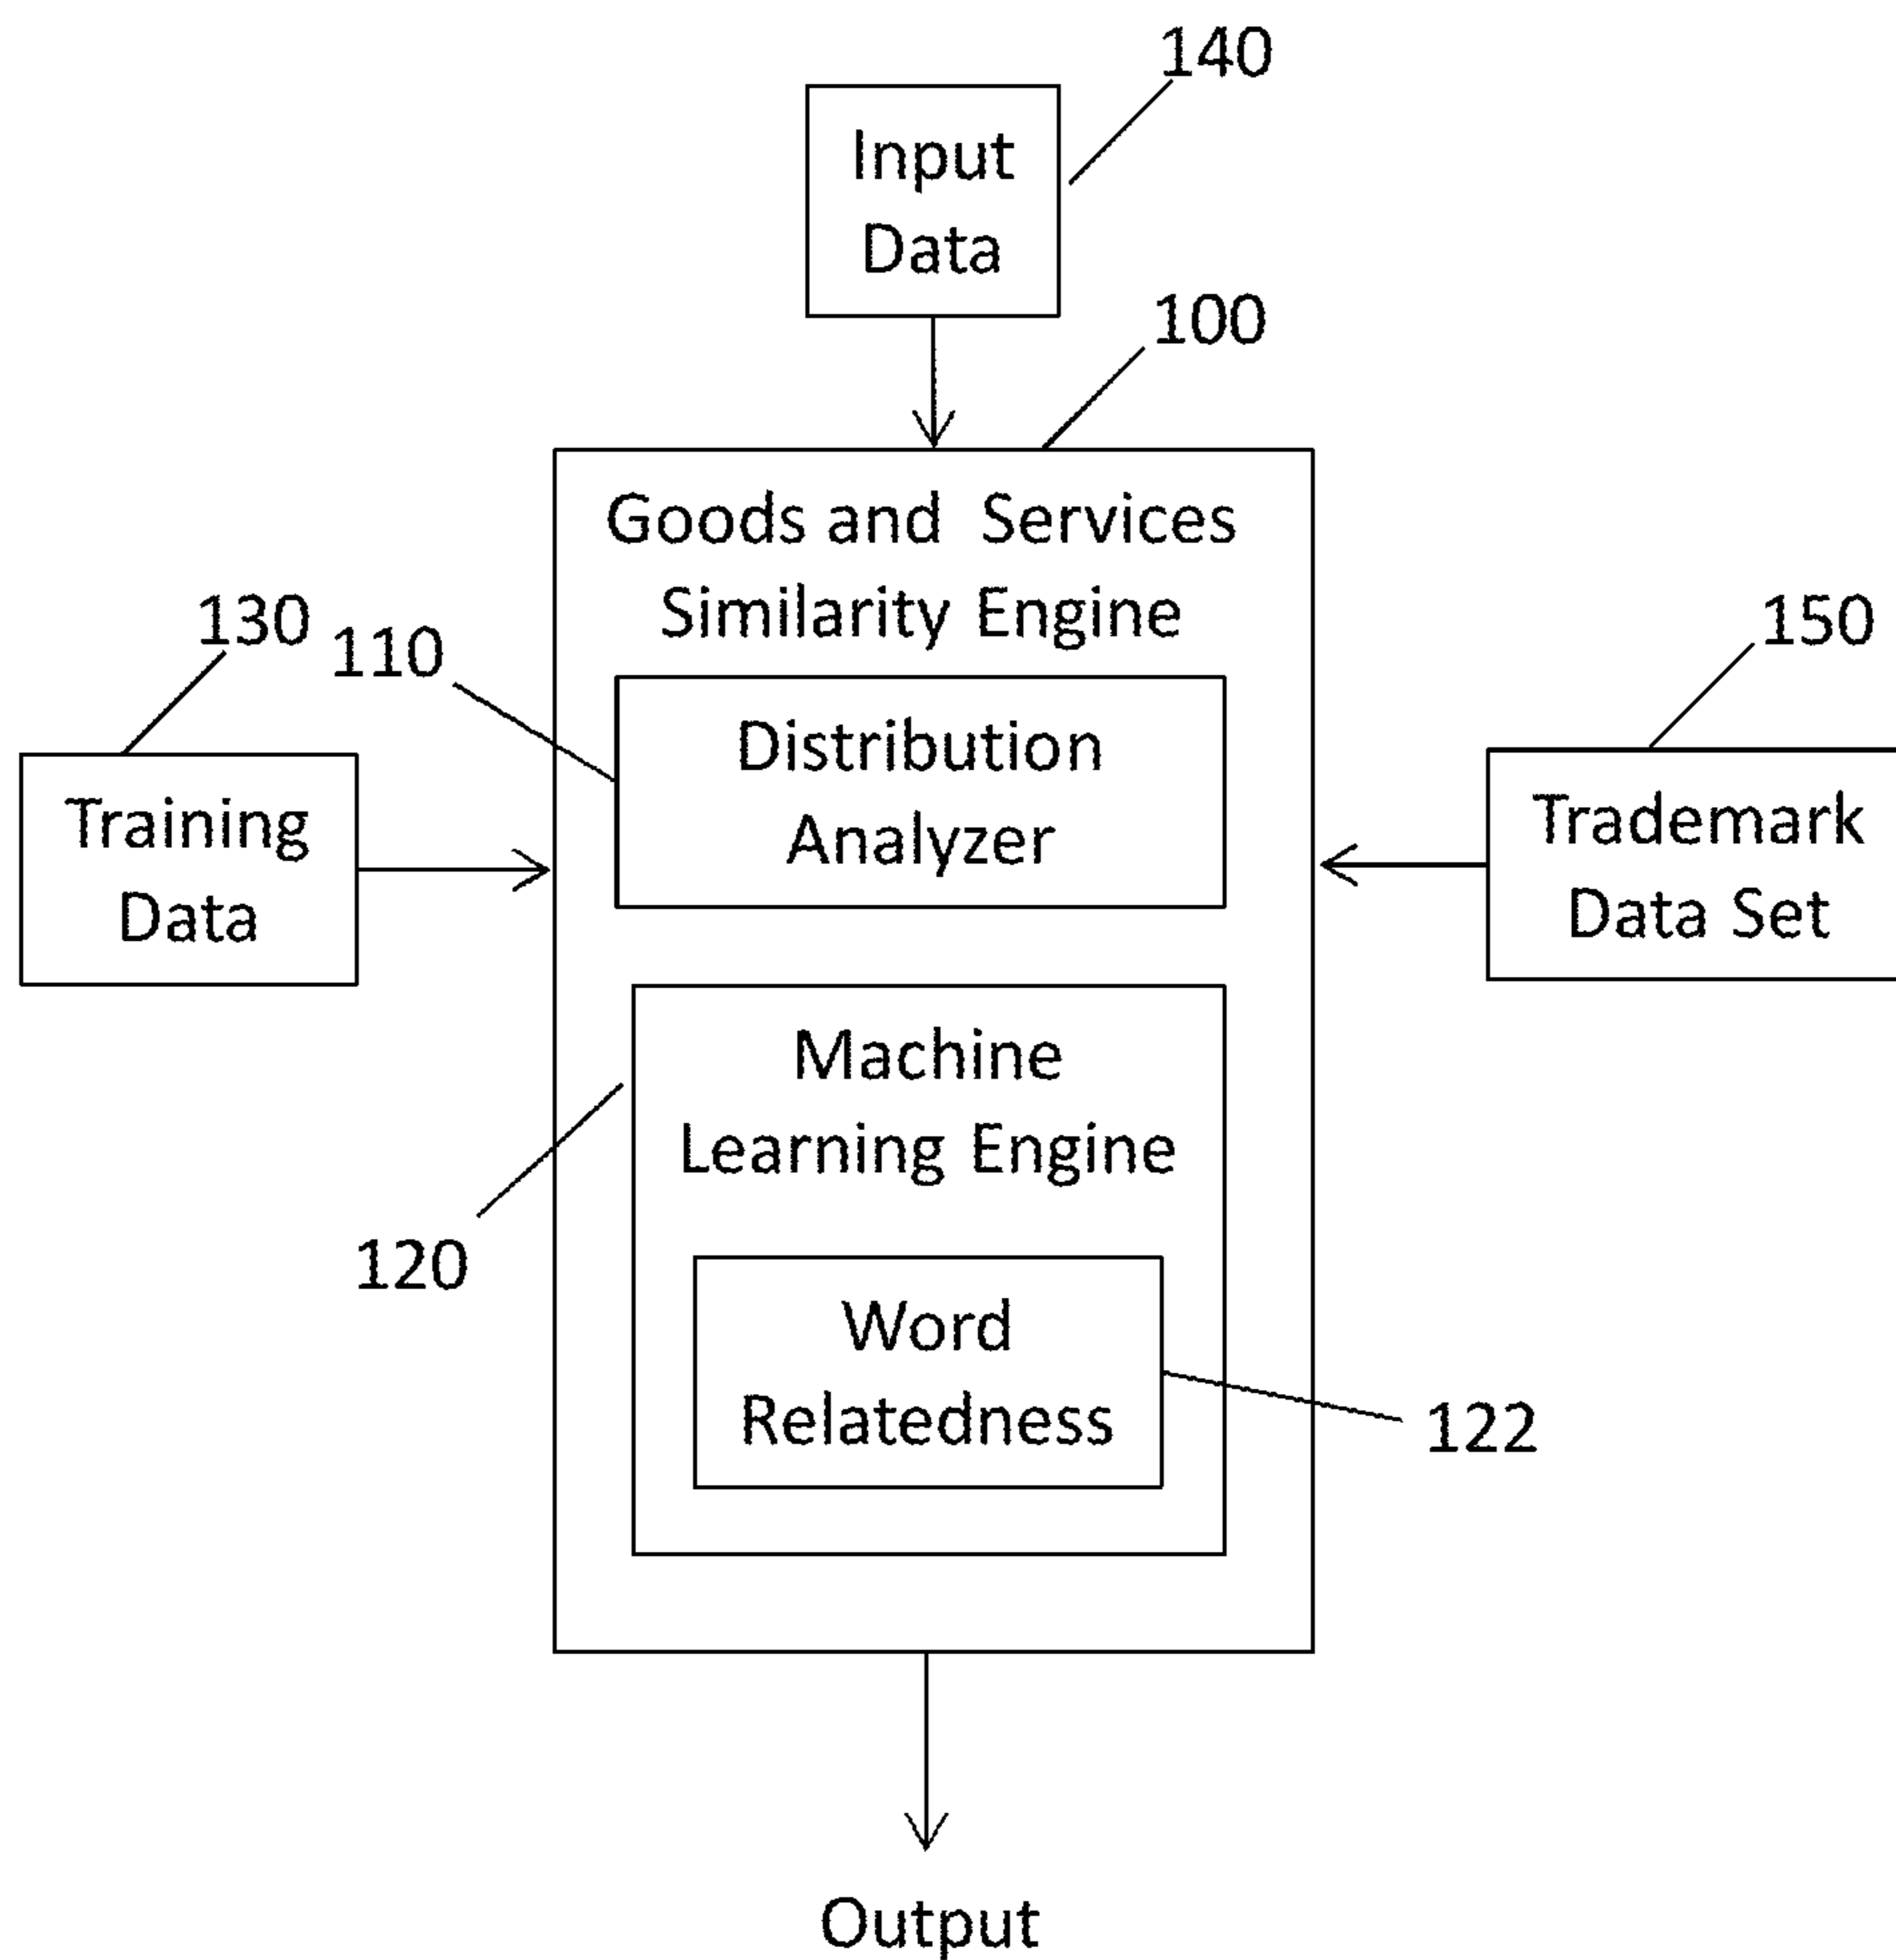 140
Input
Data
100
Goods and Services
Similarity Engine
130
110
150
Distribution
Analyzer
Training
Data
Trademark
Data Set
Machine
Learning Engine
120
Word
Relatedness
122
Output